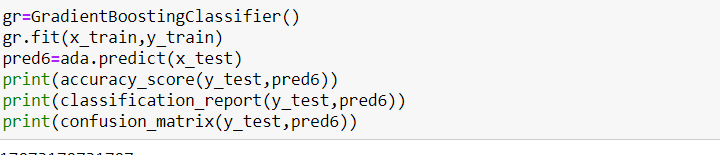 gr=GradientBoostingClassifier()
gr.fit(x_train,y_train)
pred6=ada.predict(x_test)
print(accuracy_score(y_test,pred6))
print(classification_report(y_test,pred6))
print(confusion_matrix(y_test,pred6))